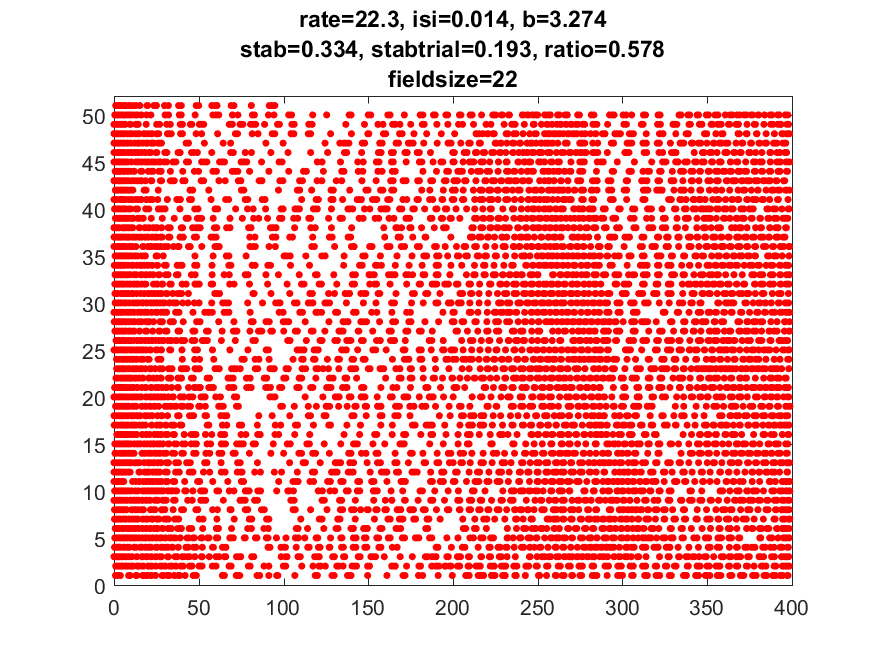 rate=22.3, isi=0.014, b=3.274
stab=0.334, stabtrial=0.193, ratio=0.578
fieldsize=22
50
45
40
35
30
25
20
15
10
5
0
0 50 100 150 200 250 300 350 400